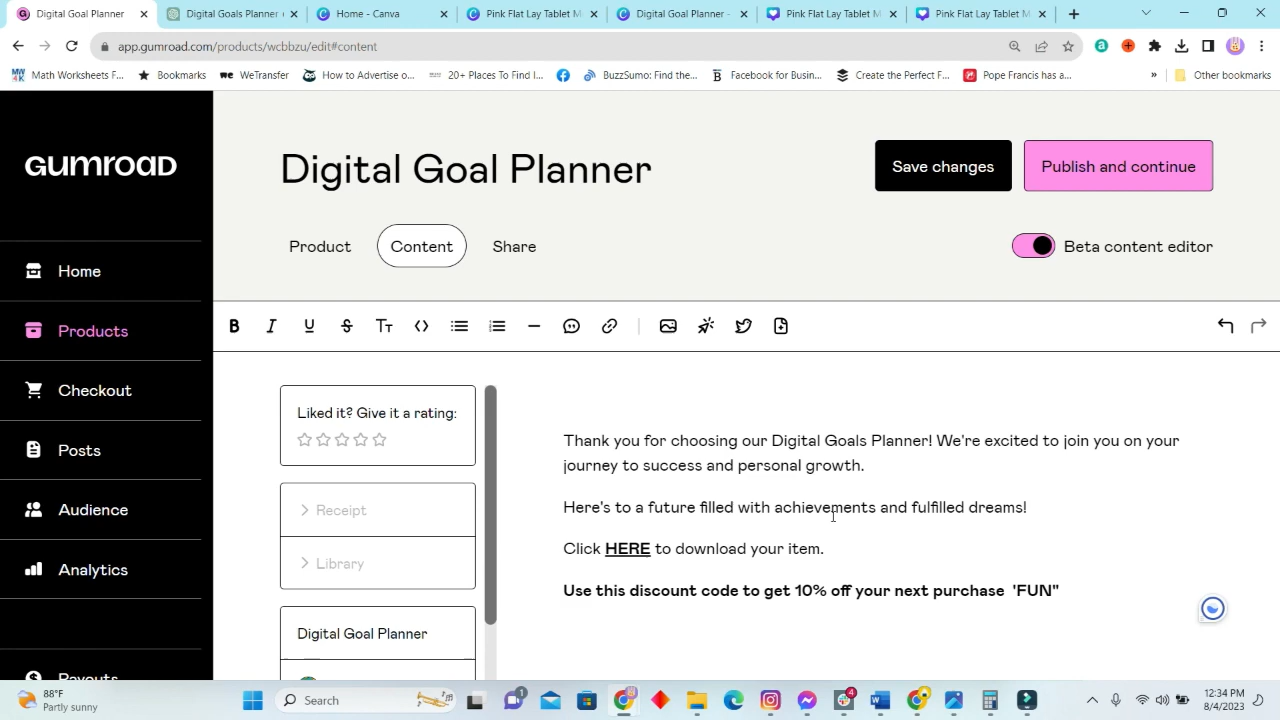 Digital Goals Planner
Home - Canva
Pink Flat Lay Tablet M
Digital Goal Planner -
Pink Flat Lay Tablet M
Pink Flat Lay Tablet M
app.gumroad.com/products/wcbbzu/edit#content
Math Worksheets F...
Bookmarks
we WeTransfer
How to Advertise o...
20+ Places To Find I...
BuzzSumo: Find the...
Facebook for Busin...
Create the Perfect F...
Pope Francis has a...
»
Other bookmarks
GUMROAD
Digital Goal Planner
Save changes
Publish and continue
Product
Content
Share
Beta content editor
Home
Products
Checkout
Posts
Audience
Analytics
Payouts
B I U S TT
Liked it? Give it a rating:
Receipt
Library
Digital Goal Planner
Thank you for choosing our Digital Goals Planner! We're excited to join you on your
journey to success and personal growth.
Here's to a future filled with achievements and fulfilled dreams!
Click HERE to download your item.
Use this discount code to get 10% off your next purchase 'FUN"
88°F
Partly sunny
Search
1
4
12:34 PM
8/4/2023